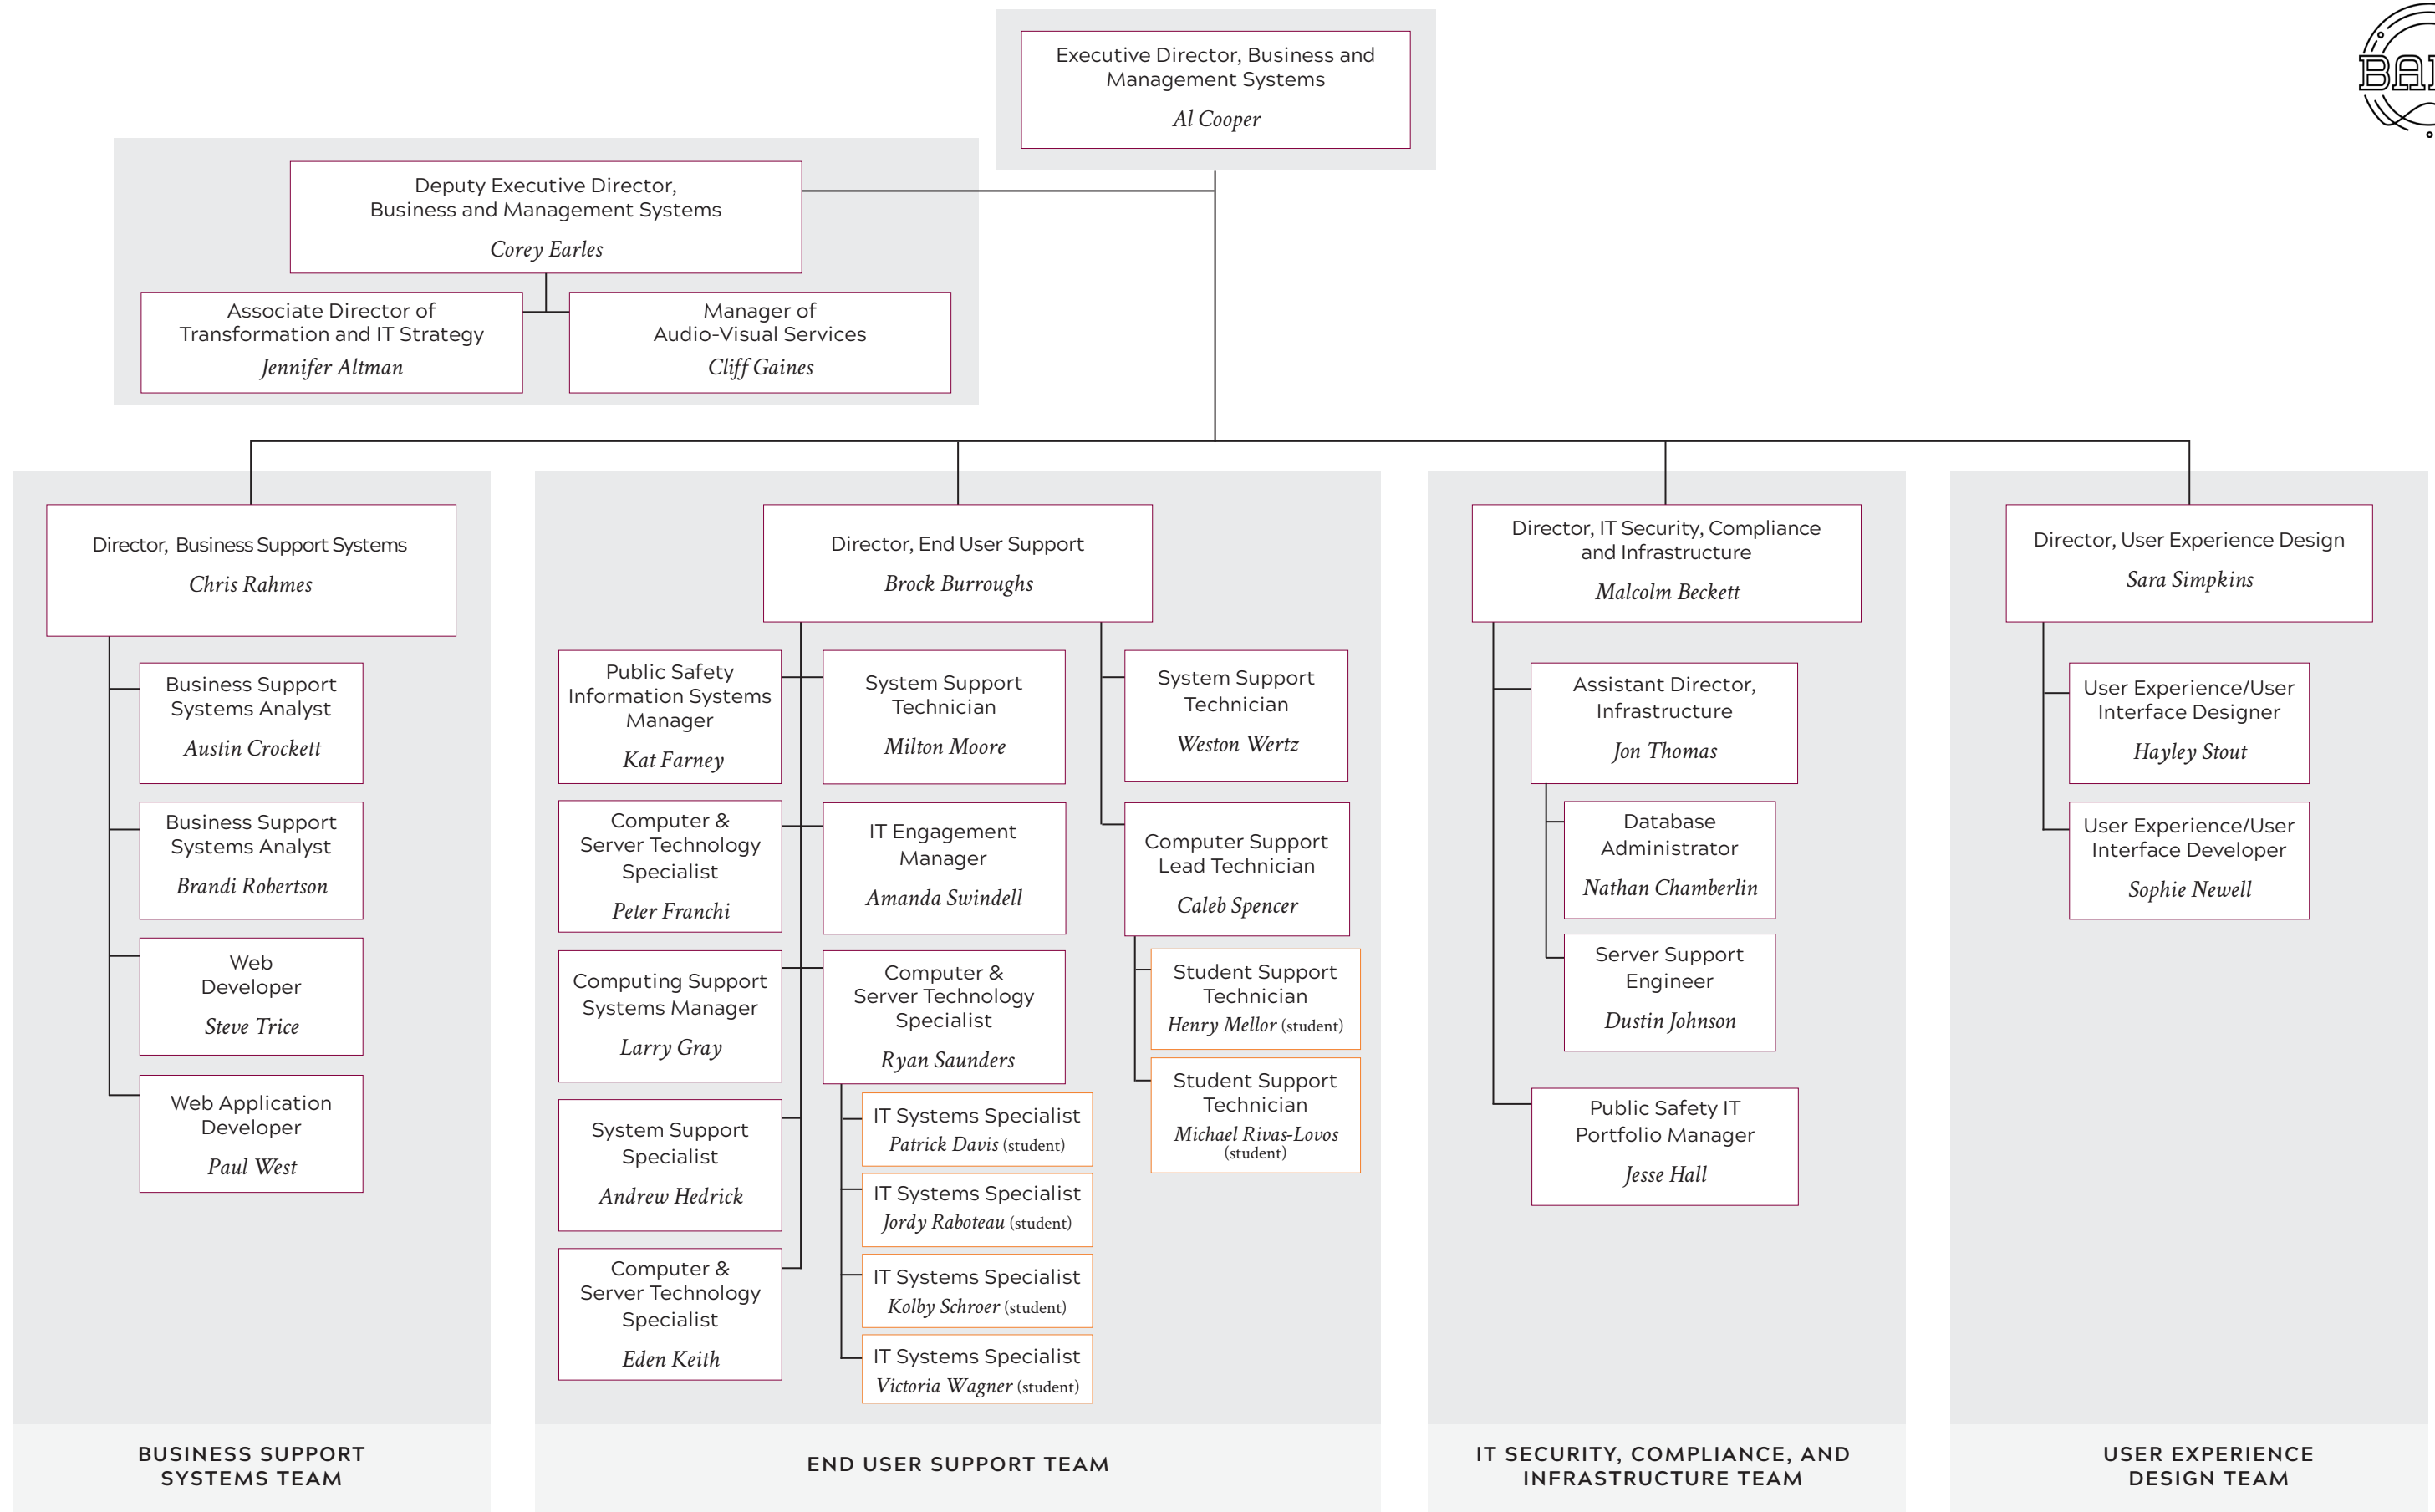 Executive Director, Business and
Management Systems
Al Cooper
Deputy Executive Director,
Business and Management Systems
Corey Earles
Associate Director of
Transformation and IT Strategy
Jennifer Altman
Manager of
Audio-Visual Services
Cliff Gaines
Director, Business Support Systems
Chris Rahmes
Business Support
Systems Analyst
Austin Crockett
Business Support
Systems Analyst
Brandi Robertson
Web
Developer
Steve Trice
Web Application
Developer
Paul West
BUSINESS SUPPORT
SYSTEMS TEAM
Director, End User Support
Brock Burroughs
Public Safety
Information Systems
Manager
Kat Farney
Computer &
Server Technology
Specialist
Peter Franchi
Computing Support
Systems Manager
Larry Gray
System Support
Specialist
Andrew Hedrick
Computer &
Server Technology
Specialist
Eden Keith
System Support
Technician
Milton Moore
IT Engagement
Manager
Amanda Swindell
Computer &
Server Technology
Specialist
Ryan Saunders
IT Systems Specialist
Patrick Davis (student)
IT Systems Specialist
Jordy Raboteau (student)
IT Systems Specialist
Kolby Schroer (student)
IT Systems Specialist
Victoria Wagner (student)
System Support
Technician
Weston Wertz
Computer Support
Lead Technician
Caleb Spencer
Student Support
Technician
Henry Mellor (student)
Student Support
Technician
Michael Rivas-Lovos
(student)
END USER SUPPORT TEAM
Director, IT Security, Compliance
and Infrastructure
Malcolm Beckett
Assistant Director,
Infrastructure
Jon Thomas
Database
Administrator
Nathan Chamberlin
Server Support
Engineer
Dustin Johnson
Public Safety IT
Portfolio Manager
Jesse Hall
IT SECURITY, COMPLIANCE, AND
INFRASTRUCTURE TEAM
Director, User Experience Design
Sara Simpkins
User Experience/User
Interface Designer
Hayley Stout
User Experience/User
Interface Developer
Sophie Newell
USER EXPERIENCE
DESIGN TEAM